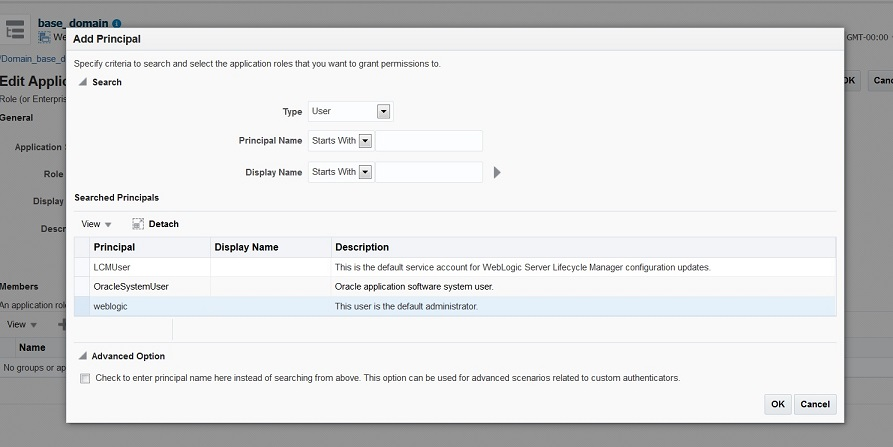 base_domain
We
GMT-00:00
/Domain_base_d
Edit Applic
OK
Canc
Role (or Enterpris
General
Application S
Role
Display
Descr
Members
An application role
View
Name
No groups or ap
Add Principal
Specify criteria to search and select the application roles that you want to grant permissions to.
Search
Type User
Principal Name Starts With
Display Name Starts With
Searched Principals
View Detach
Principal Display Name Description
LCMUser This is the default service account for WebLogic Server Lifecycle Manager configuration updates.
OracleSystemUser Oracle application software system user.
weblogic This user is the default administrator.
Advanced Option
Check to enter principal name here instead of searching from above. This option can be used for advanced scenarios related to custom authenticators.
OK Cancel